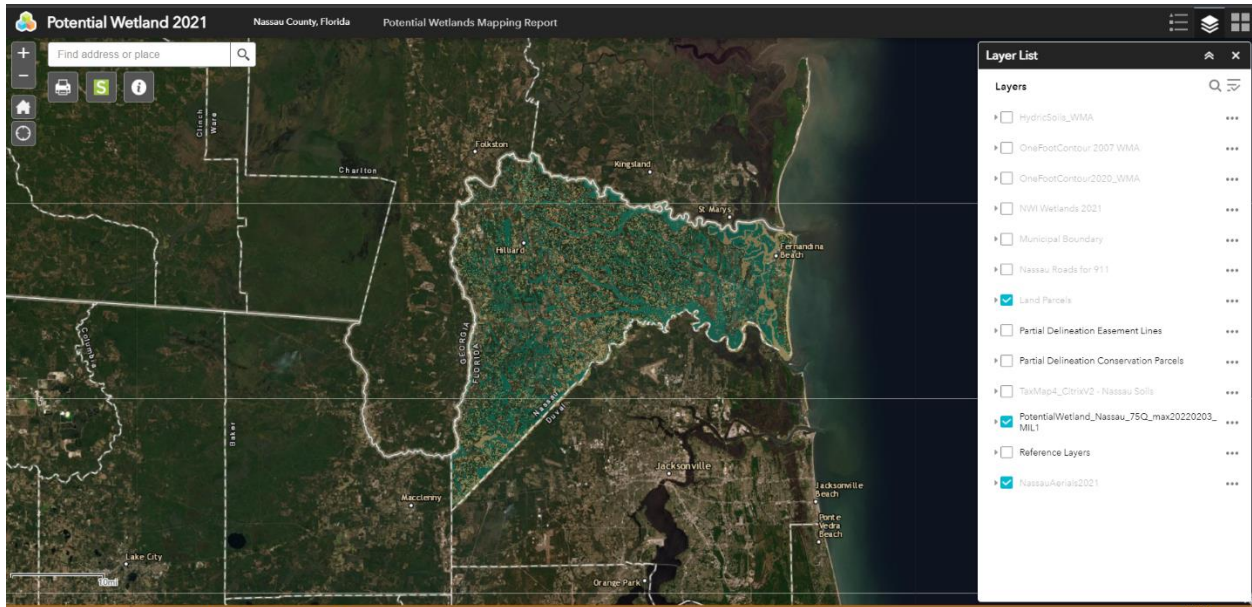 Potential Wetland 2021
Nassau County, Florida
Potential Wetlands Mapping Report
+
Find address or place
−
S
i
Layer List
Layers
HydricSoils_WMA
OneFootContour 2007 WMA
OneFootContour2020_WMA
NWI Wetlands 2021
Municipal Boundary
Nassau Roads for 911
Land Parcels
Partial Delineation Easement Lines
Partial Delineation Conservation Parcels
TaxMap4_CitrixV2 - Nassau Soils
PotentialWetland_Nassau_75Q_max20220203_
MIL1
Reference Layers
NassauAerials2021
Clinch
Ware
Folkston
Charlton
Kingsland
St Marys
Hilliard
Fernandina
Beach
GEORGIA
FLORIDA
Columbia
Baker
Nassau
Duval
Jacksonville
Macclenny
Jacksonville
Beach
Ponte
Vedra
Beach
Lake City
10mi
Orange Park